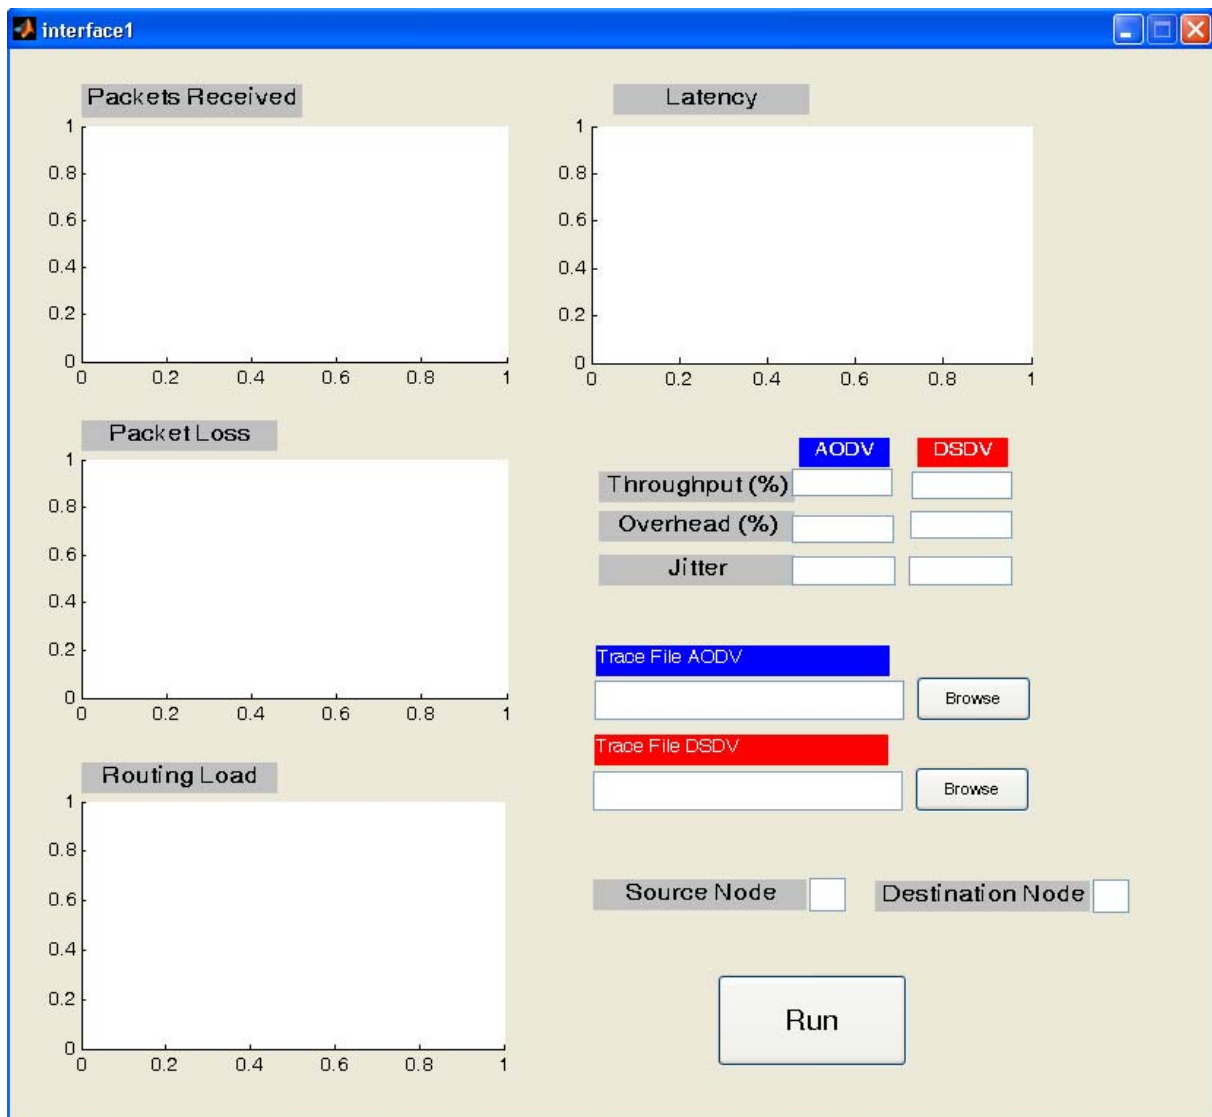 interface1
Packets Received
1
0.8
0.6
0.4
0.2
0
0 0.2 0.4 0.6 0.8 1
Latency
1
0.8
0.6
0.4
0.2
0
0 0.2 0.4 0.6 0.8 1
Packet Loss
1
0.8
0.6
0.4
0.2
0
0 0.2 0.4 0.6 0.8 1
Routing Load
1
0.8
0.6
0.4
0.2
0
0 0.2 0.4 0.6 0.8 1
AODV DSDV
Throughput (%)
Overhead (%)
Jitter
Trace File AODV
Browse
Trace File DSDV
Browse
Source Node Destination Node
Run